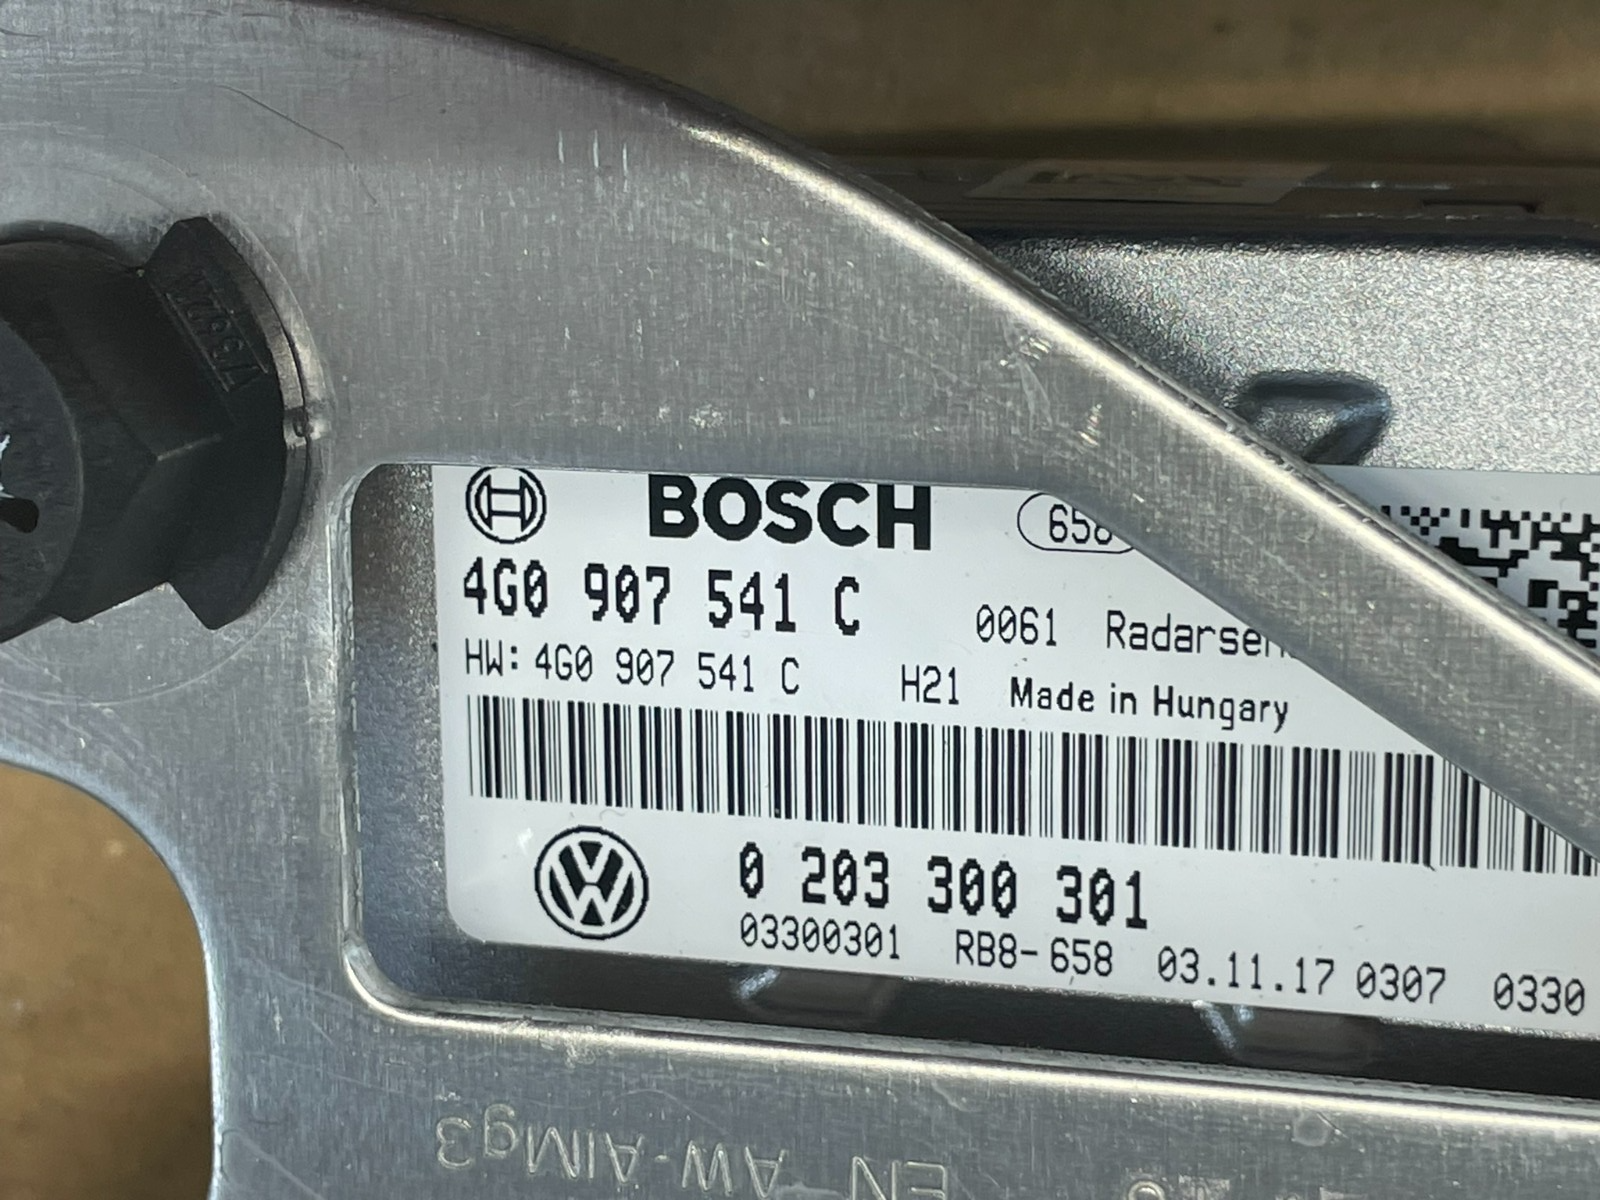 BOSCH 658
4G0 907 541 C 0061
HW: 4G0 907 541 C H21 Made in Hungary
0 203 300 301
03300301 RB8-658 03.11.17 0307 0330
EN AW-AlMg3